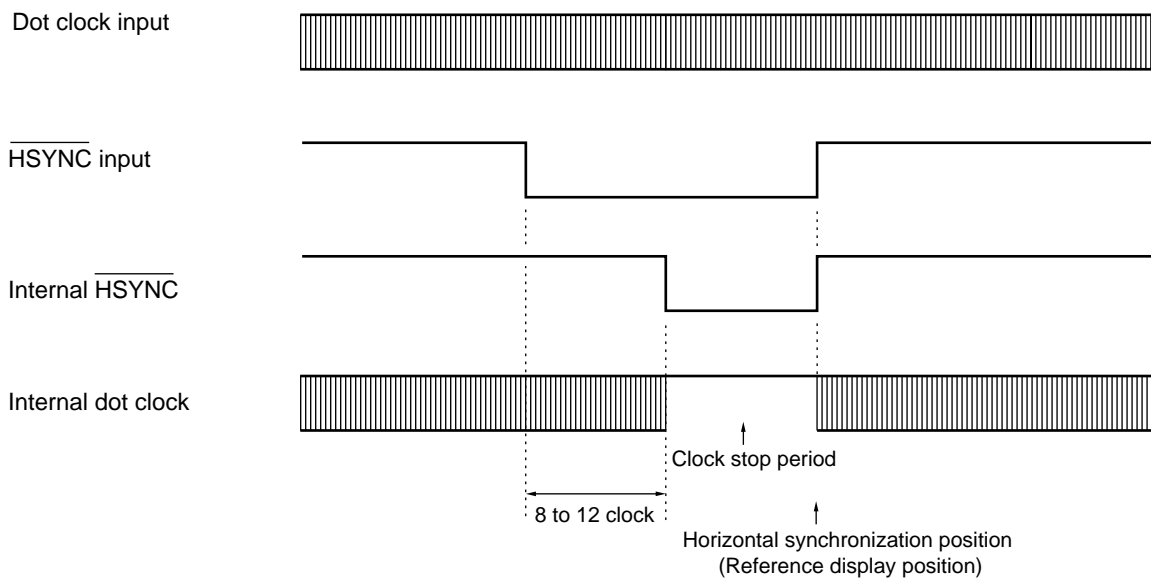 Dot clock input
HSYNC input
Internal HSYNC
Internal dot clock
Clock stop period
8 to 12 clock
Horizontal synchronization position
(Reference display position)